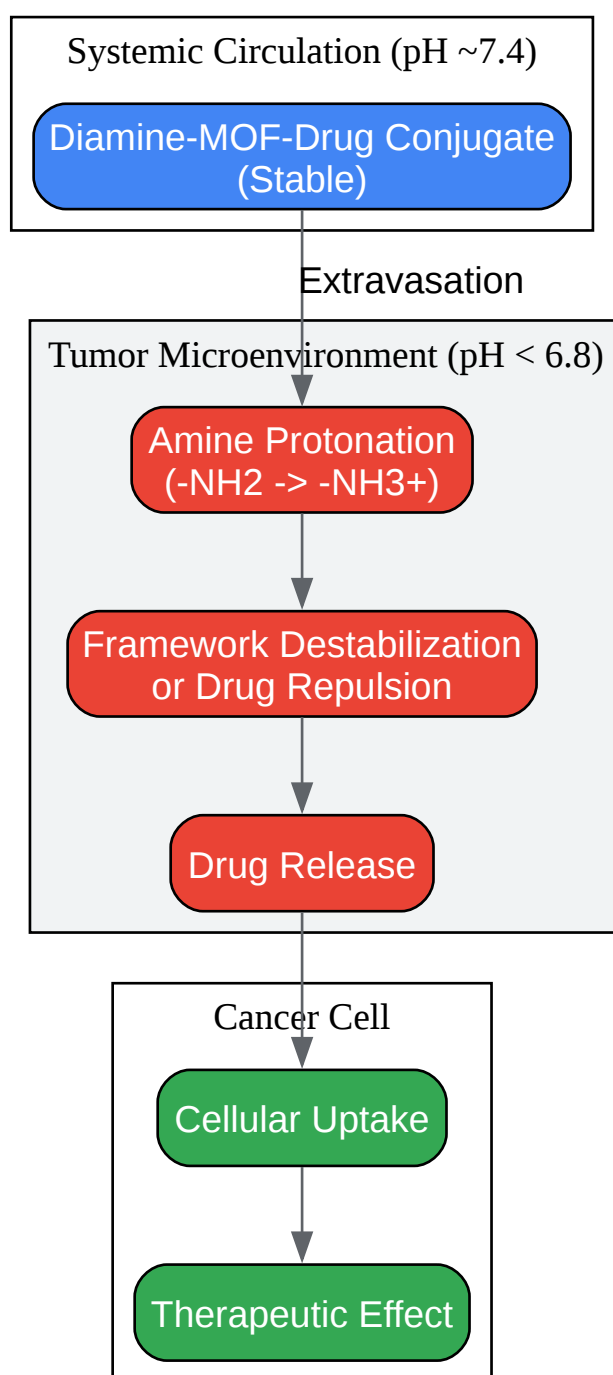 Systemic Circulation (pH ~7.4)
Diamine-MOF-Drug Conjugate
(Stable)
Extravasation
Tumor Microenvironment (pH < 6.8)
Amine Protonation
(-NH2 -> -NH3+)
Framework Destabilization
or Drug Repulsion
Drug Release
Cancer Cell
Cellular Uptake
Therapeutic Effect